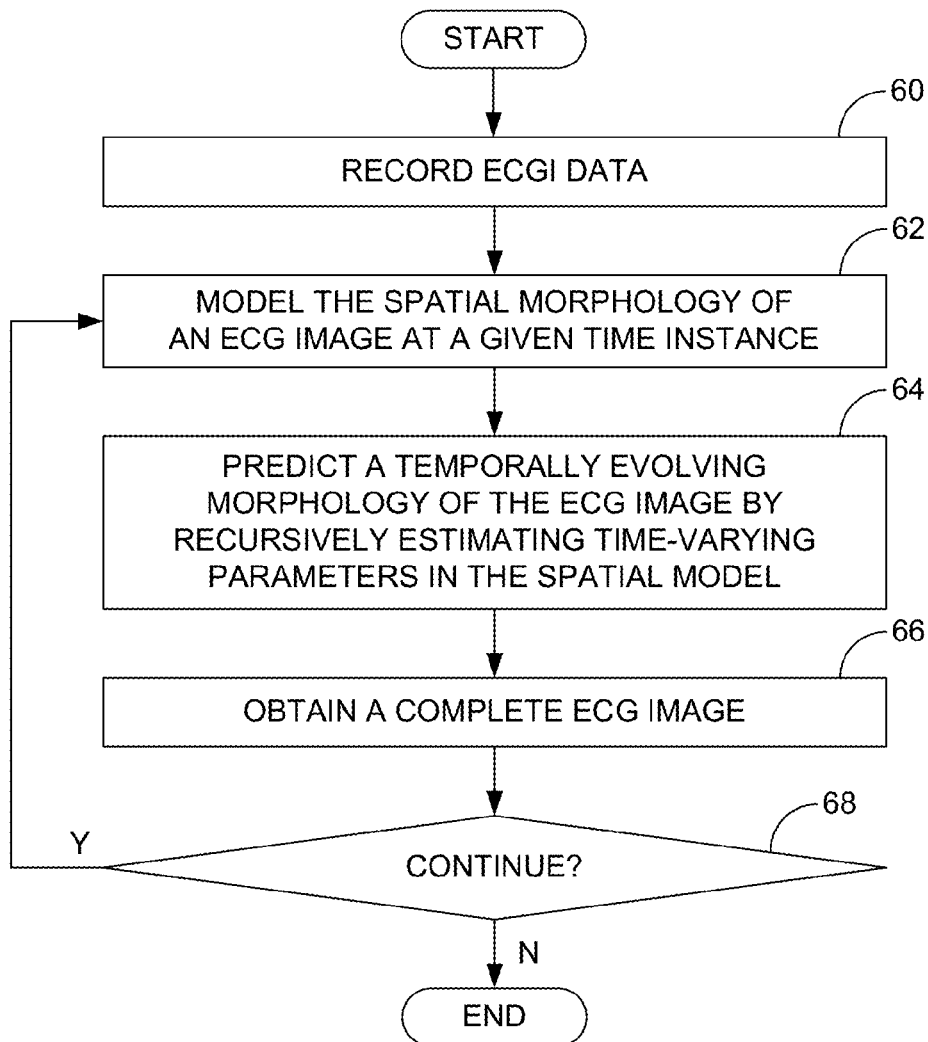 START
60
RECORD ECGI DATA
62
MODEL THE SPATIAL MORPHOLOGY OF
AN ECG IMAGE AT A GIVEN TIME INSTANCE
64
PREDICT A TEMPORALLY EVOLVING
MORPHOLOGY OF THE ECG IMAGE BY
RECURSIVELY ESTIMATING TIME-VARYING
PARAMETERS IN THE SPATIAL MODEL
66
OBTAIN A COMPLETE ECG IMAGE
68
Y
CONTINUE?
N
END